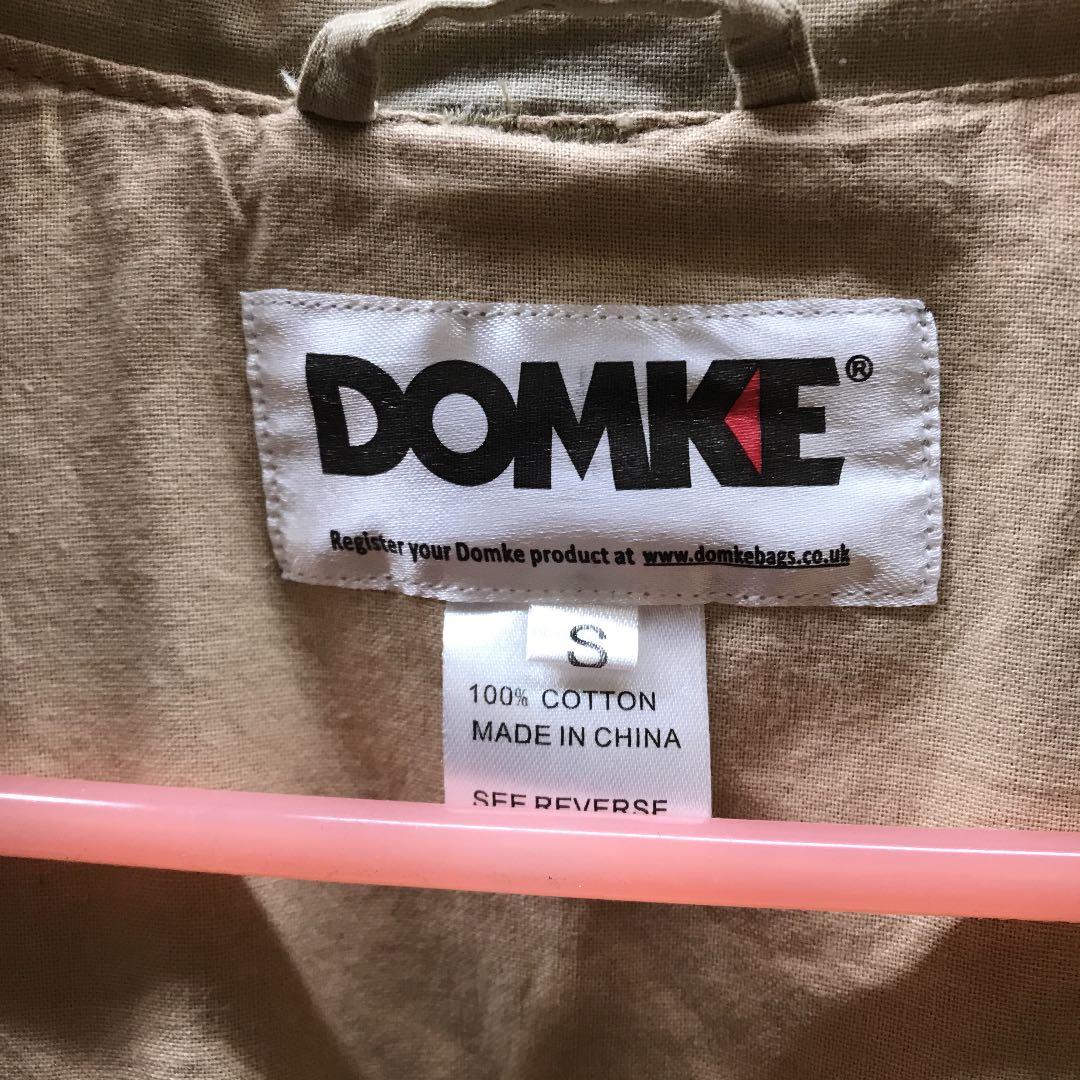 DOMKE®
Register your Domke product at www.domkebags.co.uk
S
100% COTTON
MADE IN CHINA
SEE REVERSE